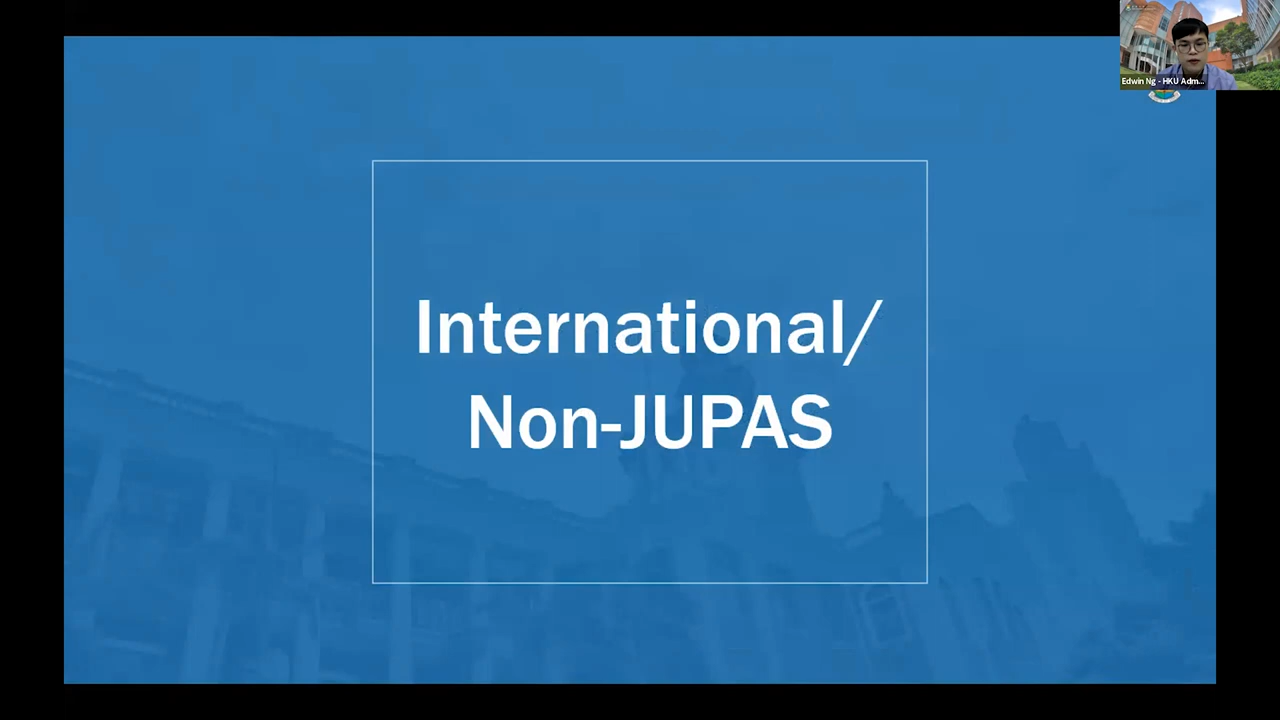 International/
Non-JUPAS
Edwin Ng - HKU Adm...